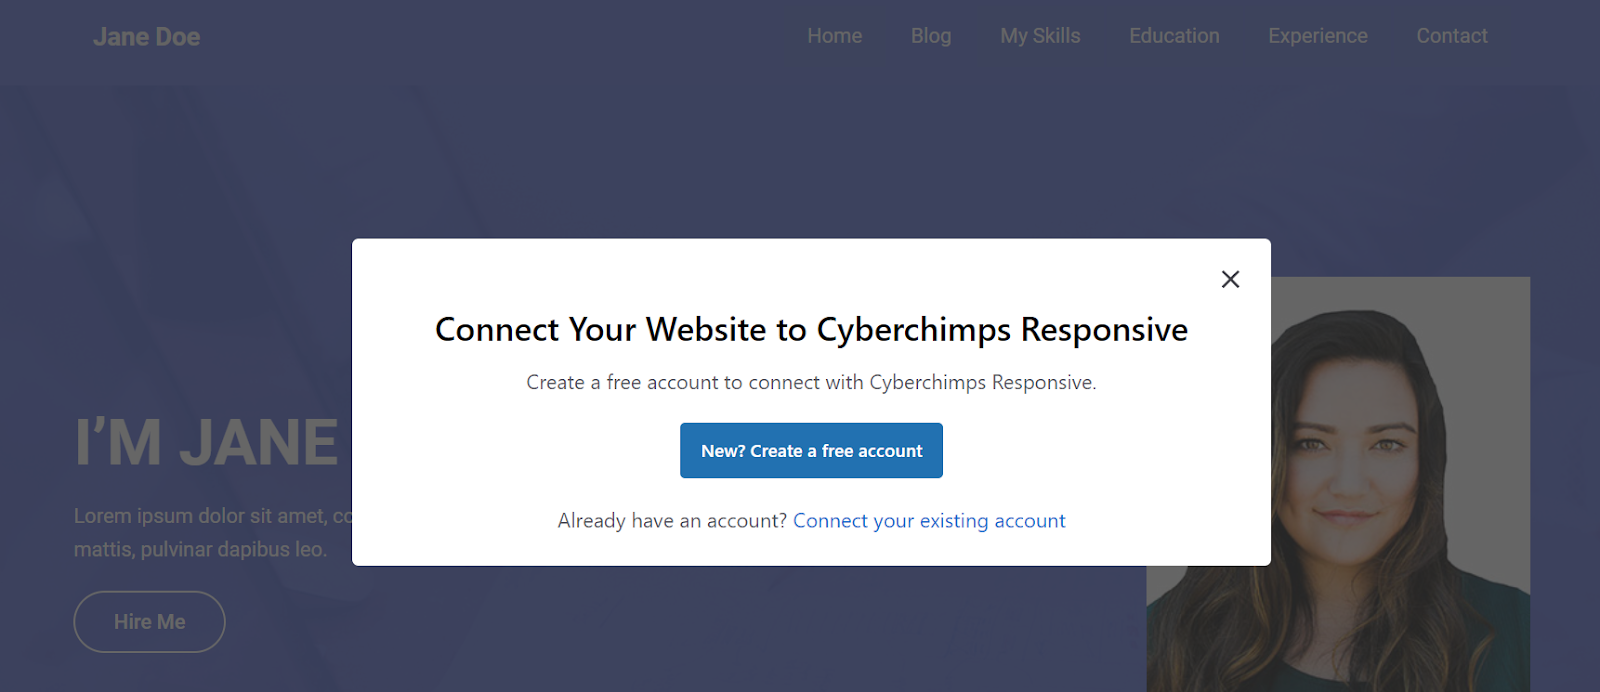 Jane Doe
Home Blog My Skills Education Experience Contact
Connect Your Website to Cyberchimps Responsive
Create a free account to connect with Cyberchimps Responsive.
New? Create a free account
Already have an account? Connect your existing account
I'M JANE
Lorem ipsum dolor sit amet,
mattis, pulvinar dapibus leo.
Hire Me